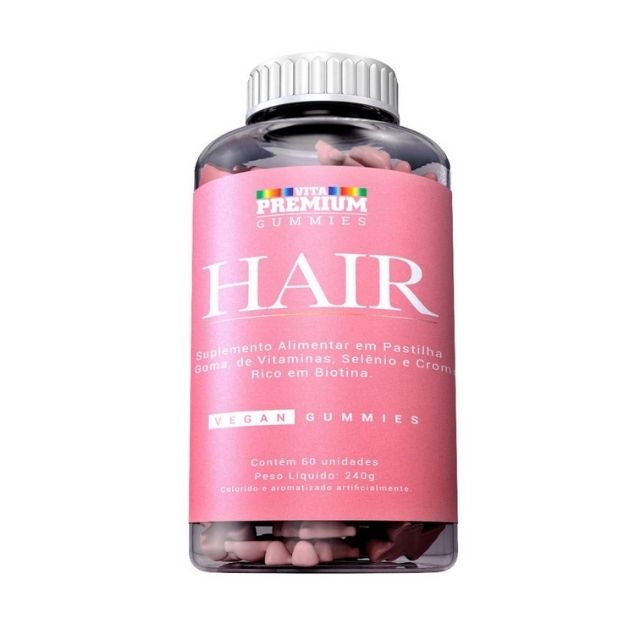 VITA
PREMIUM
GUMMIES
HAIR
Suplemento Alimentar em Pastilha
Goma, de Vitaminas, Selênio e Crom
Rico em Biotina.
VEGAN GUMMIES
Contém 60 unidades
Peso Líquido: 240g
Colorido e aromatizado artificialmente.